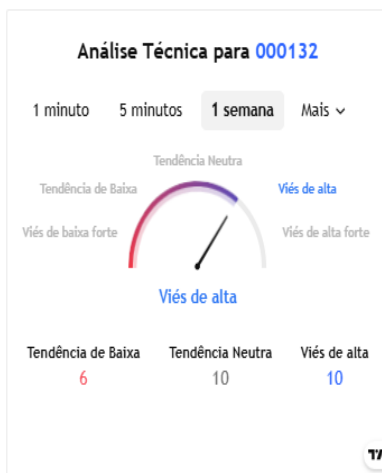 Análise Técnica para 000132
1 minuto 5 minutos 1 semana Mais
Tendência Neutra
Tendência de Baixa Viés de alta
Viés de baixa forte Viés de alta forte
Viés de alta
Tendência de Baixa Tendência Neutra Viés de alta
6 10 10